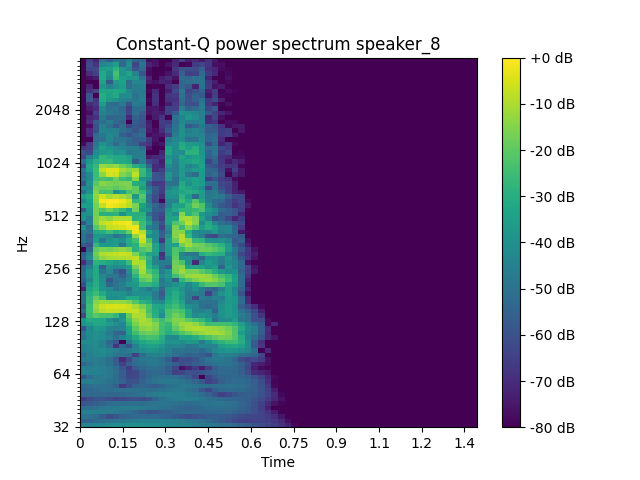 Constant-Q power spectrum speaker_8
Hz
2048
1024
512
256
128
64
32
0 0.15 0.3 0.45 0.6 0.75 0.9 1.1 1.2 1.4
Time
+0 dB
-10 dB
-20 dB
-30 dB
-40 dB
-50 dB
-60 dB
-70 dB
-80 dB